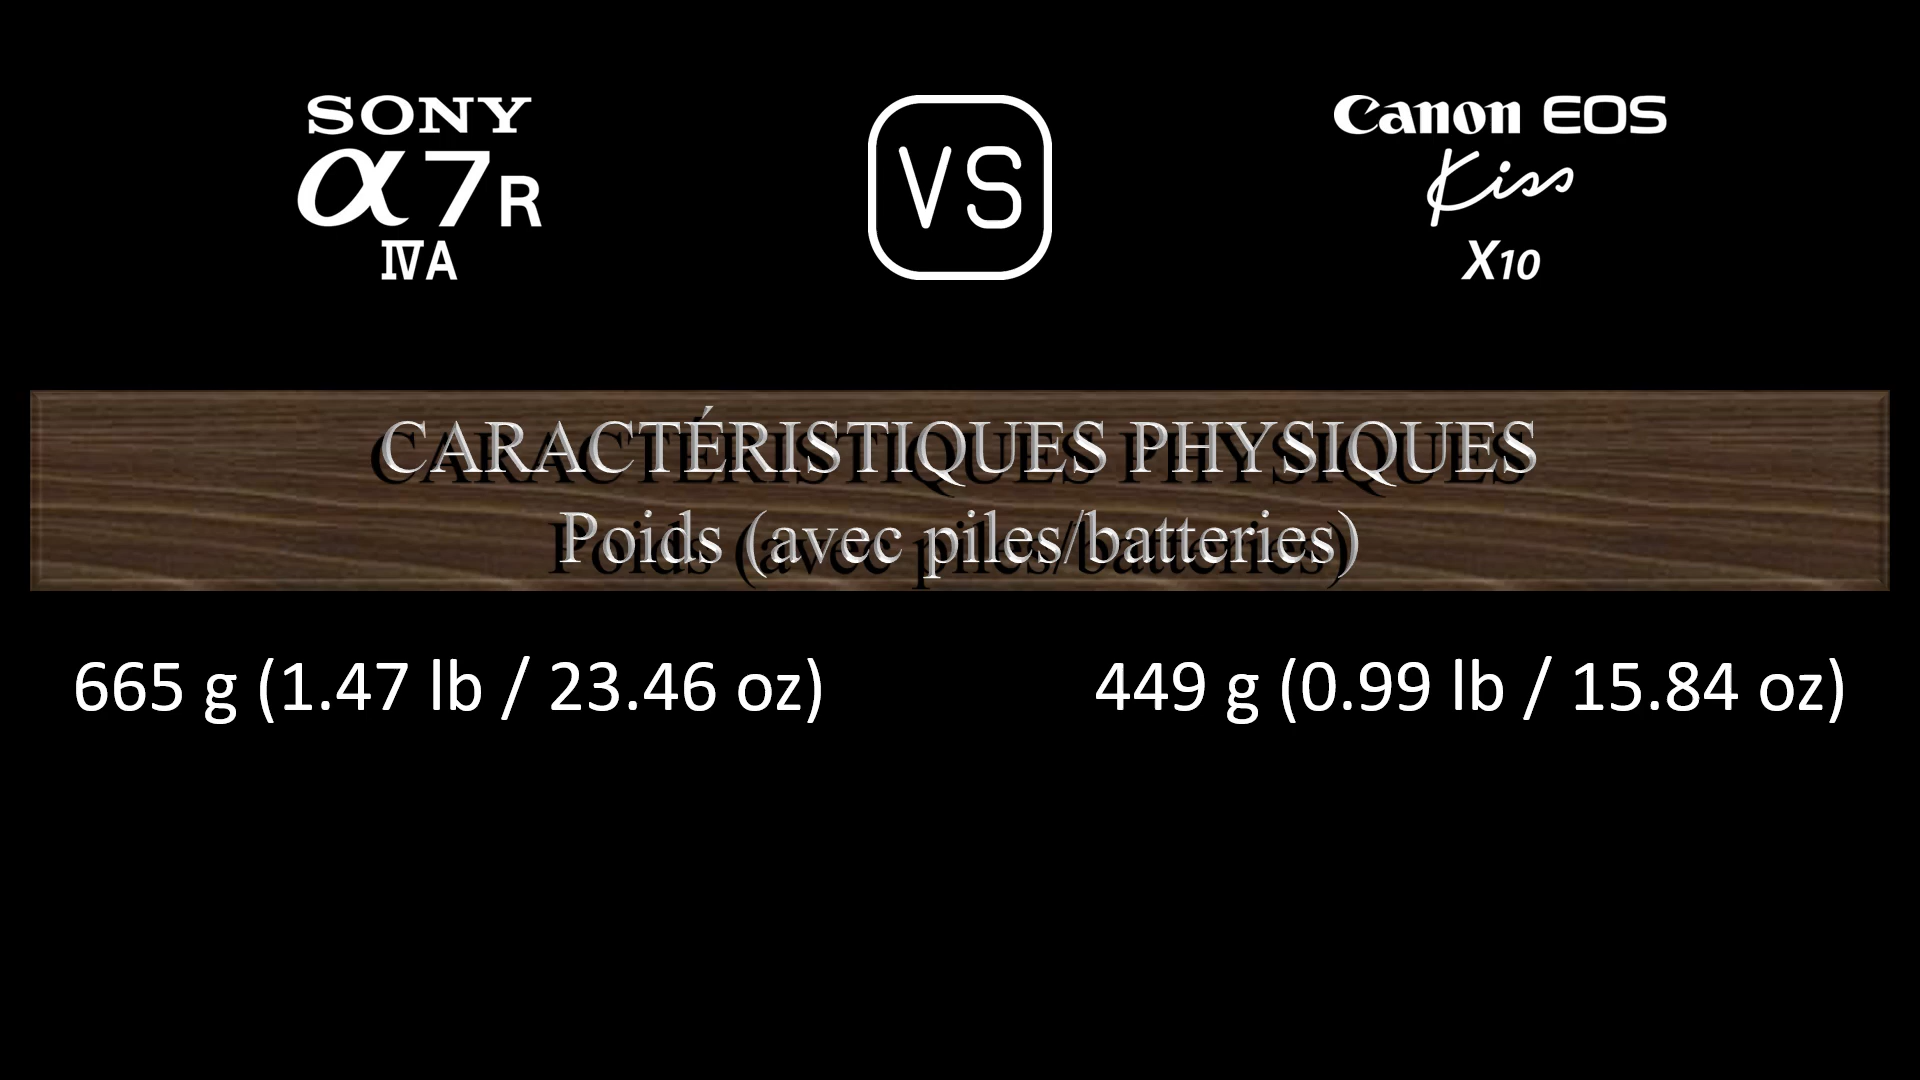 SONY
α7R
IVA
VS
Canon EOS
Kiss
X10
CARACTÉRISTIQUES PHYSIQUES
Poids (avec piles/batteries)
665 g (1.47 lb / 23.46 oz)
449 g (0.99 lb / 15.84 oz)